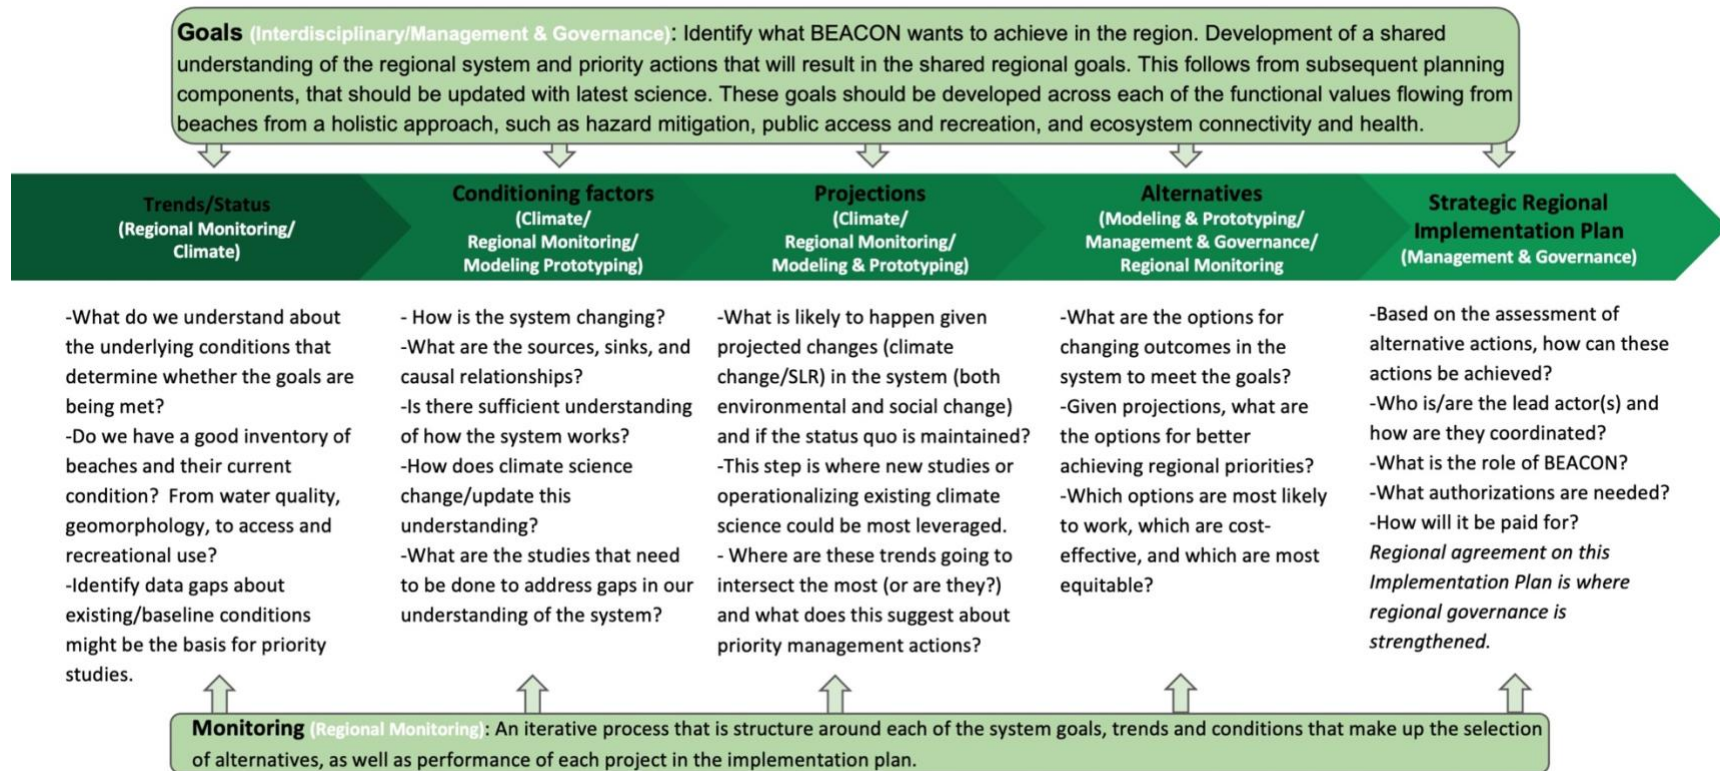 Goals (Interdisciplinary/Management & Governance): Identify what BEACON wants to achieve in the region. Development of a shared
understanding of the regional system and priority actions that will result in the shared regional goals. This follows from subsequent planning
components, that should be updated with latest science. These goals should be developed across each of the functional values flowing from
beaches from a holistic approach, such as hazard mitigation, public access and recreation, and ecosystem connectivity and health.
Trends/Status
(Regional Monitoring/
Climate)
Conditioning factors
(Climate/
Regional Monitoring/
Modeling Prototyping)
Projections
(Climate/
Regional Monitoring/
Modeling & Prototyping)
Alternatives
(Modeling & Prototyping/
Management & Governance/
Regional Monitoring
Strategic Regional
Implementation Plan
(Management & Governance)
-What do we understand about
the underlying conditions that
determine whether the goals are
being met?
-Do we have a good inventory of
beaches and their current
condition? From water quality,
geomorphology, to access and
recreational use?
-Identify data gaps about
existing/baseline conditions
might be the basis for priority
studies.
- How is the system changing?
-What are the sources, sinks, and
causal relationships?
-Is there sufficient understanding
of how the system works?
-How does climate science
change/update this
understanding?
-What are the studies that need
to be done to address gaps in our
understanding of the system?
-What is likely to happen given
projected changes (climate
change/SLR) in the system (both
environmental and social change)
and if the status quo is maintained?
-This step is where new studies or
operationalizing existing climate
science could be most leveraged.
- Where are these trends going to
intersect the most (or are they?)
and what does this suggest about
priority management actions?
-What are the options for
changing outcomes in the
system to meet the goals?
-Given projections, what are
the options for better
achieving regional priorities?
-Which options are most likely
to work, which are cost-
effective, and which are most
equitable?
-Based on the assessment of
alternative actions, how can these
actions be achieved?
-Who is/are the lead actor(s) and
how are they coordinated?
-What is the role of BEACON?
-What authorizations are needed?
-How will it be paid for?
Regional agreement on this
Implementation Plan is where
regional governance is
strengthened.
Monitoring (Regional Monitoring): An iterative process that is structure around each of the system goals, trends and conditions that make up the selection
of alternatives, as well as performance of each project in the implementation plan.